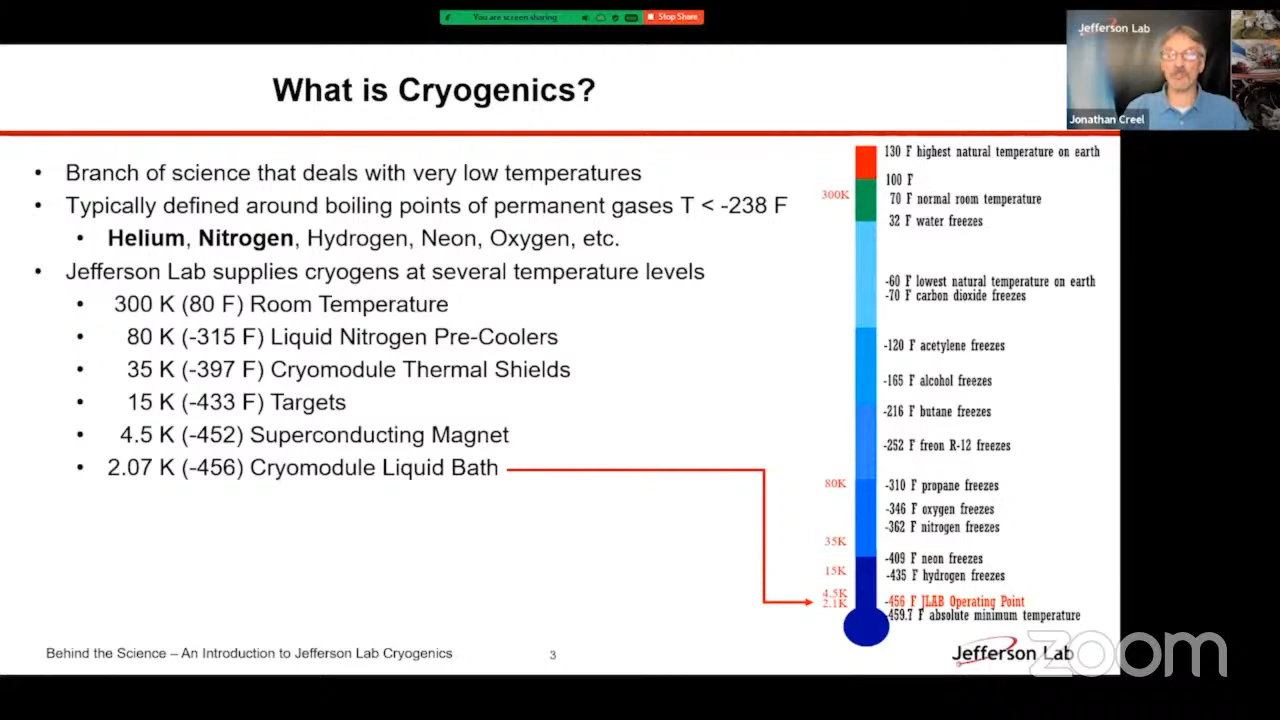 You are screen sharing
Stop Share
Jefferson Lab
Jonathan Creel
What is Cryogenics?
• Branch of science that deals with very low temperatures
• Typically defined around boiling points of permanent gases T < -238 F
• Helium, Nitrogen, Hydrogen, Neon, Oxygen, etc.
• Jefferson Lab supplies cryogens at several temperature levels
• 300 K (80 F) Room Temperature
• 80 K (-315 F) Liquid Nitrogen Pre-Coolers
• 35 K (-397 F) Cryomodule Thermal Shields
• 15 K (-433 F) Targets
• 4.5 K (-452) Superconducting Magnet
• 2.07 K (-456) Cryomodule Liquid Bath
130 F highest natural temperature on earth
100 F
300K
70 F normal room temperature
32 F water freezes
-60 F lowest natural temperature on earth
-70 F carbon dioxide freezes
-120 F acetylene freezes
-165 F alcohol freezes
-216 F butane freezes
-252 F freon R-12 freezes
80K
-310 F propane freezes
-346 F oxygen freezes
-362 F nitrogen freezes
35K
-409 F neon freezes
15K
-435 F hydrogen freezes
4.5K
2.1K
-456 F JLAB Operating Point
-459.7 F absolute minimum temperature
Behind the Science – An Introduction to Jefferson Lab Cryogenics
3
Jefferson Lab
zoom